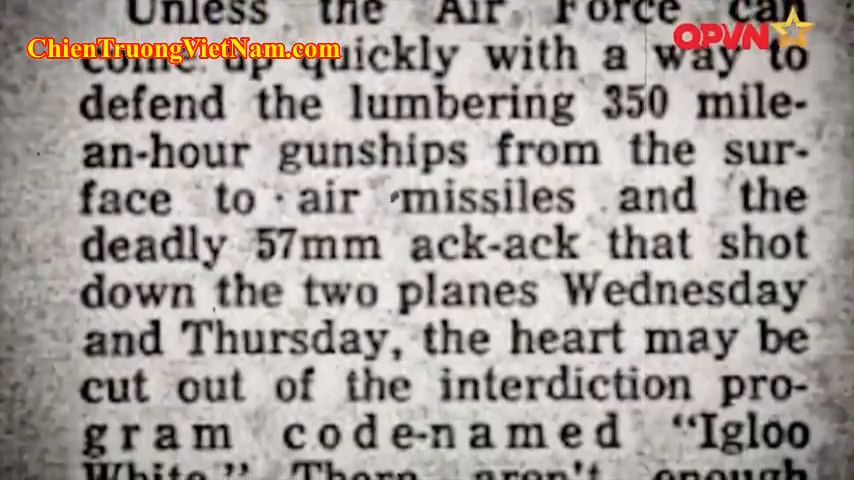 Unless the Air Force can
ChienTruongVietNam.com
QPVN
come up quickly with a way to
defend the lumbering 350 mile-
an-hour gunships from the sur-
face to air missiles and the
deadly 57mm ack-ack that shot
down the two planes Wednesday
and Thursday, the heart may be
cut out of the interdiction pro-
gram code-named "Igloo
White." There aren't enough